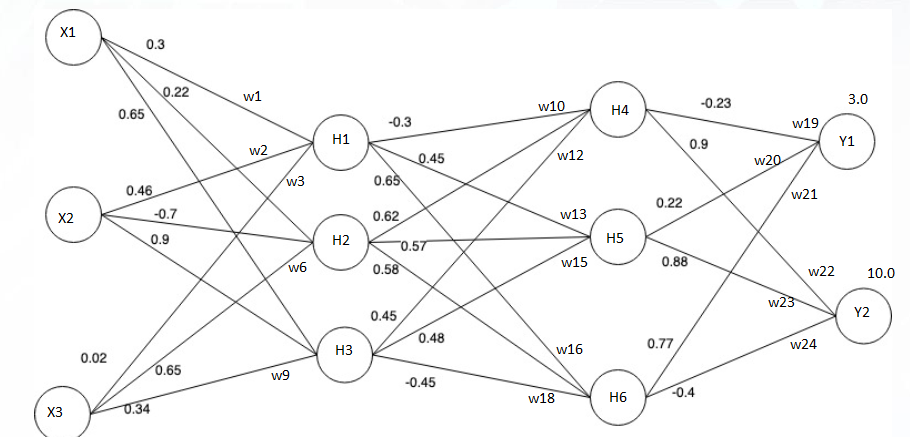 X1
0.3
0.22
0.65
w1
w2
w3
X2
0.46
-0.7
0.9
w6
X3
0.02
0.65
0.34
w9
H1
-0.3
0.45
0.65
H2
0.62
0.57
0.58
H3
0.45
0.48
-0.45
w10
w12
w13
w15
w16
w18
H4
-0.23
0.9
H5
0.22
0.88
H6
0.77
-0.4
w19
w20
w21
w22
w23
w24
3.0
Y1
10.0
Y2